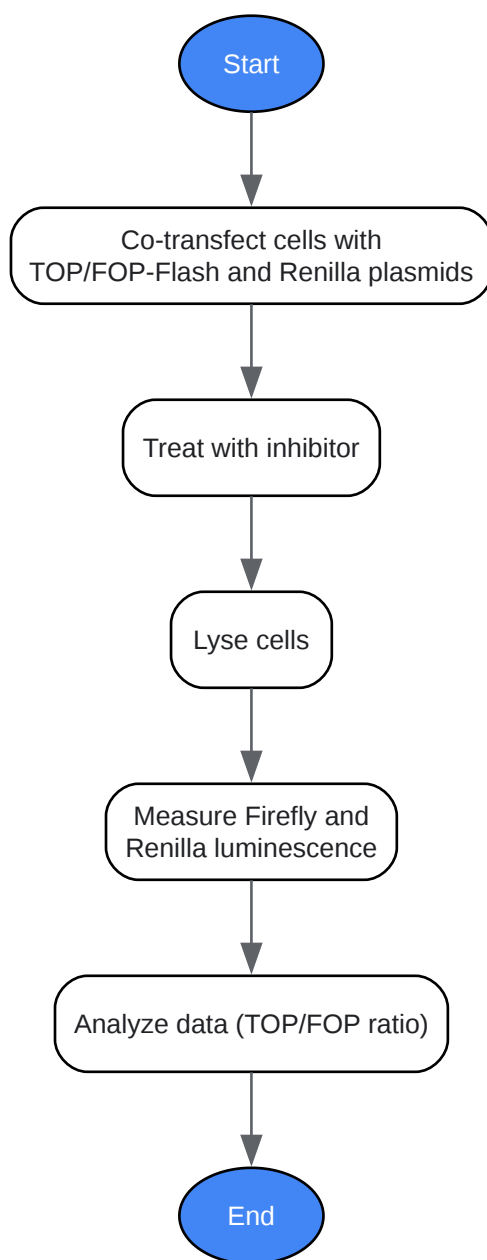 Start
Co-transfect cells with
TOP/FOP-Flash and Renilla plasmids
Treat with inhibitor
Lyse cells
Measure Firefly and
Renilla luminescence
Analyze data (TOP/FOP ratio)
End